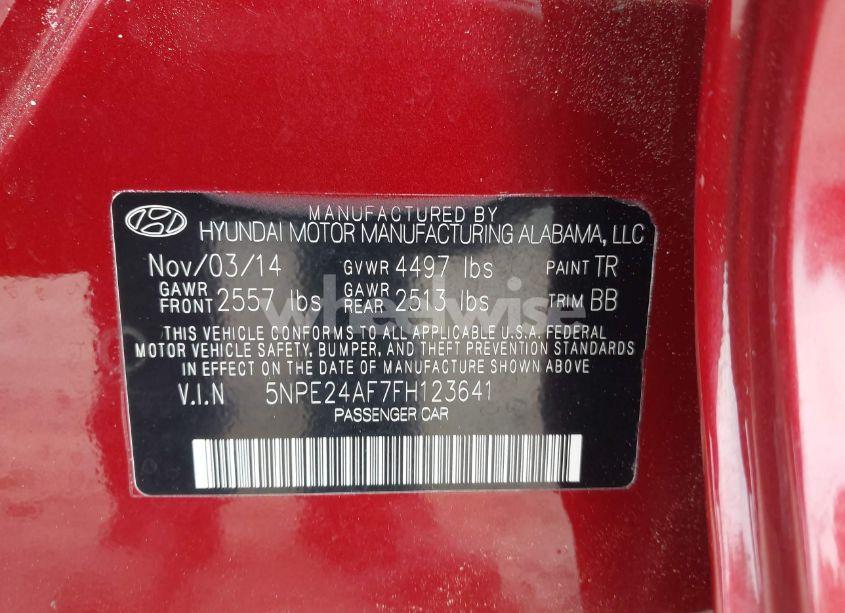 MANUFACTURED BY
HYUNDAI MOTOR MANUFACTURING ALABAMA, LLC
Nov/03/14 GVWR 4497 lbs PAINT TR
GAWR FRONT 2557 lbs GAWR REAR 2513 lbs TRIM BB
THIS VEHICLE CONFORMS TO ALL APPLICABLE U.S.A. FEDERAL
MOTOR VEHICLE SAFETY, BUMPER, AND THEFT PREVENTION STANDARDS
IN EFFECT ON THE DATE OF MANUFACTURE SHOWN ABOVE
V.I.N 5NPE24AF7FH123641
PASSENGER CAR
wheelwise